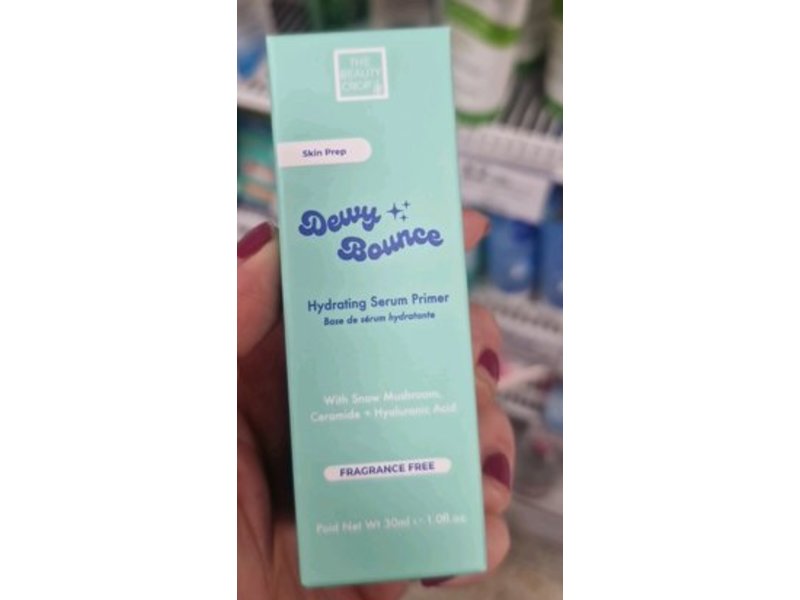 THE
BEAUTY
CROP
Skin Prep
Dewy
Bounce
Hydrating Serum Primer
Base de sérum hydratante
With Snow Mushroom,
Ceramide + Hyaluronic Acid
FRAGRANCE FREE
Poid Net Wt 30ml ℮ 1.0fl.oz